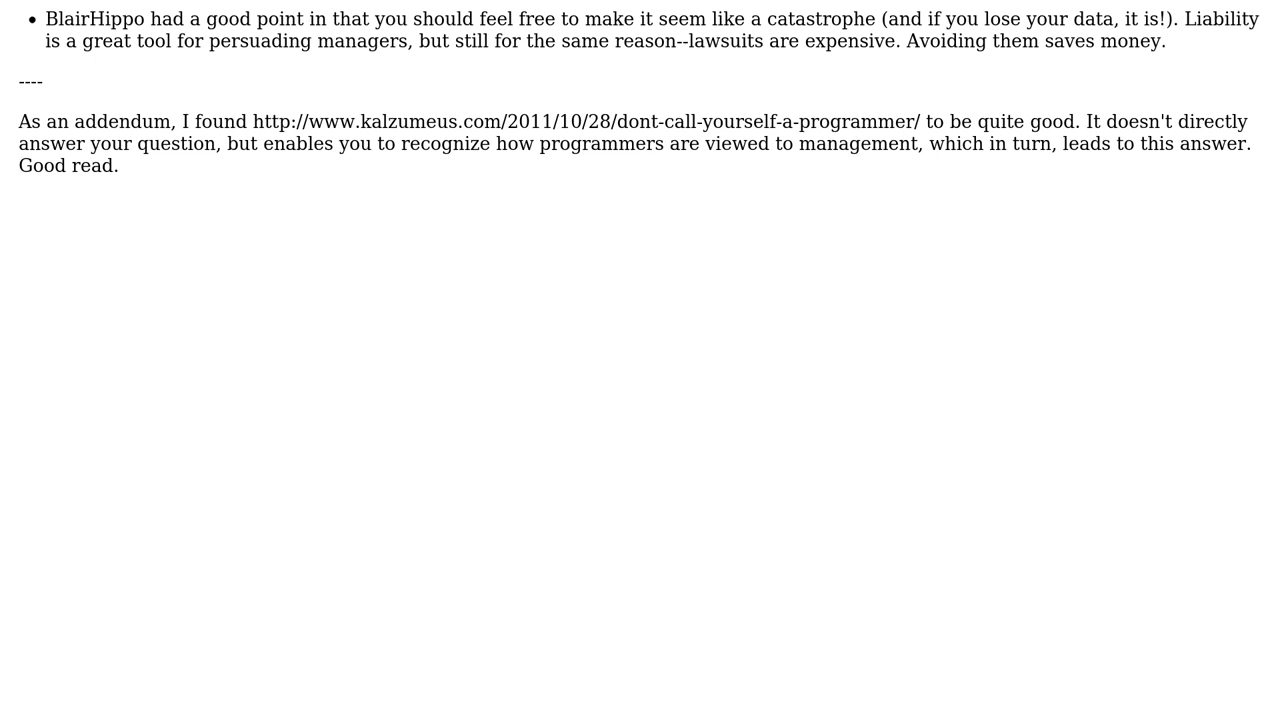 • BlairHippo had a good point in that you should feel free to make it seem like a catastrophe (and if you lose your data, it is!). Liability
is a great tool for persuading managers, but still for the same reason--lawsuits are expensive. Avoiding them saves money.
----
As an addendum, I found http://www.kalzumeus.com/2011/10/28/dont-call-yourself-a-programmer/ to be quite good. It doesn't directly
answer your question, but enables you to recognize how programmers are viewed to management, which in turn, leads to this answer.
Good read.